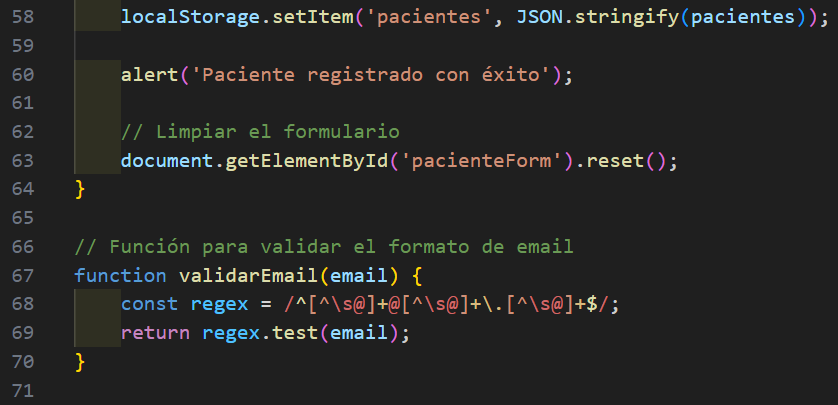 58 localStorage.setItem('pacientes', JSON.stringify(pacientes));
59
60 alert('Paciente registrado con éxito');
61
62 // Limpiar el formulario
63 document.getElementById('pacienteForm').reset();
64 }
65
66 // Función para validar el formato de email
67 function validarEmail(email) {
68 const regex = /^[^\s@]+@[^\s@]+\.[^\s@]+$/;
69 return regex.test(email);
70 }
71